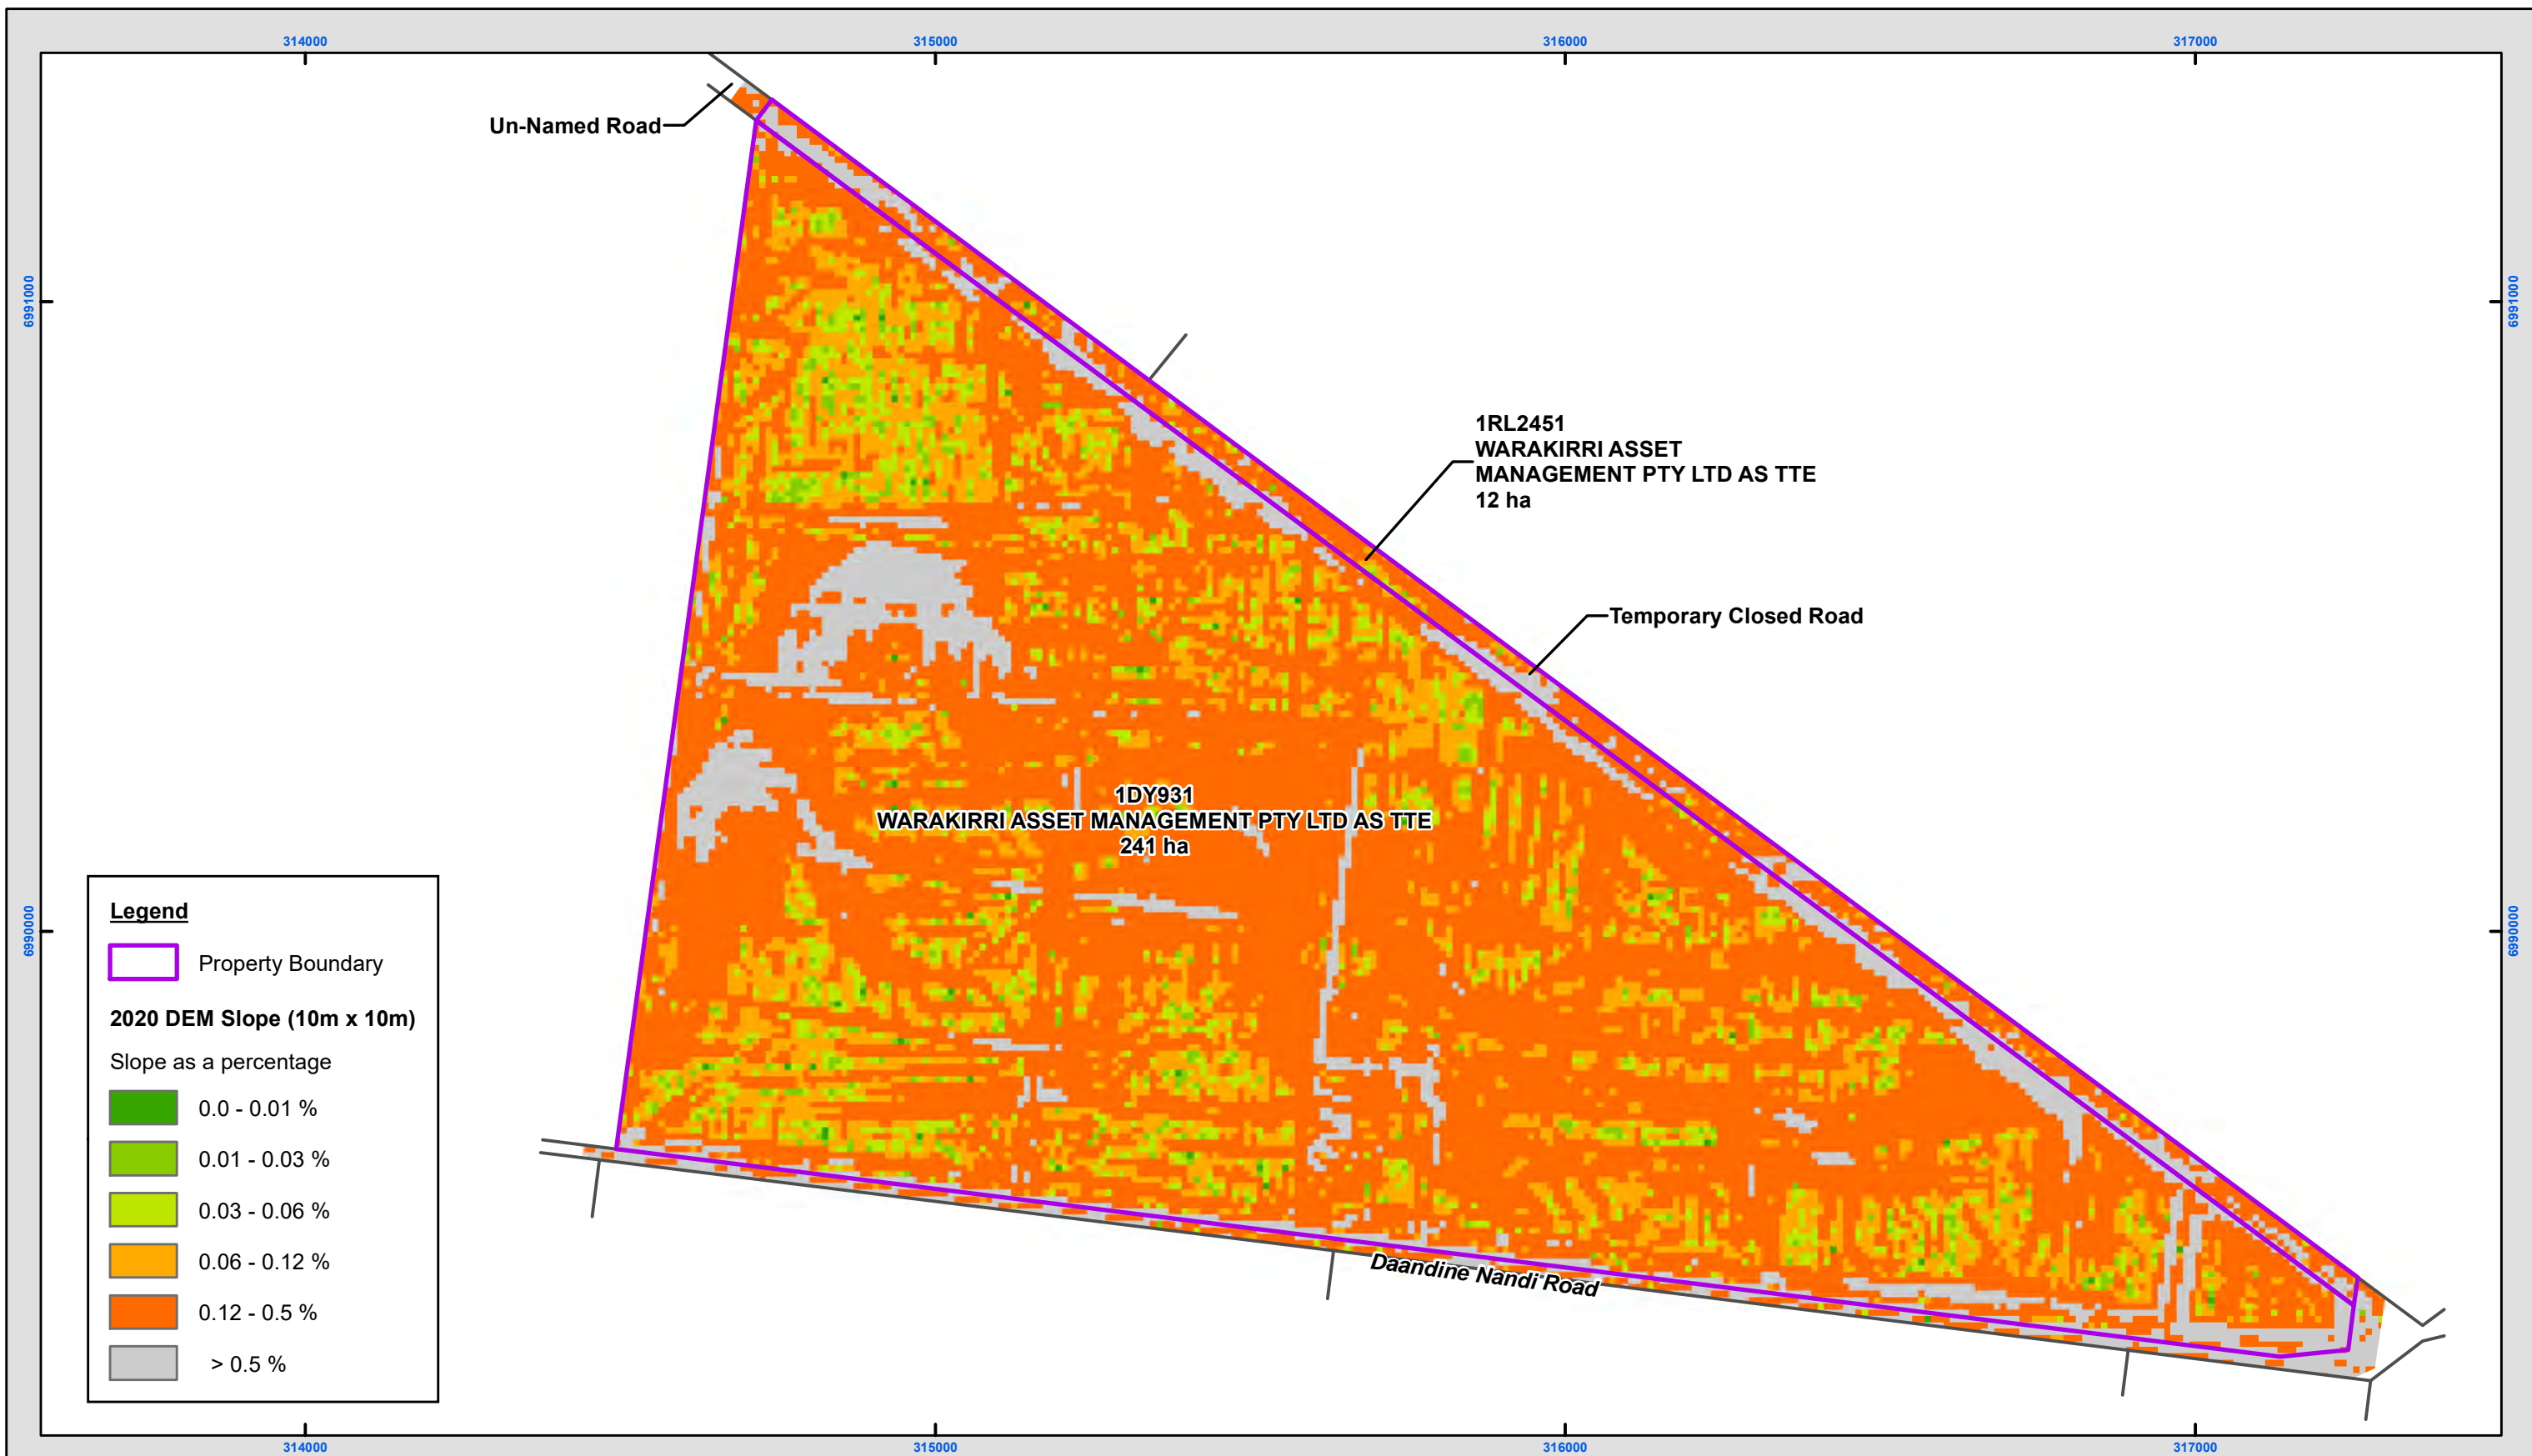 314000
315000
316000
317000
Un-Named Road
6991000
6991000
1RL2451
WARAKIRRI ASSET
MANAGEMENT PTY LTD AS TTE
12 ha
Temporary Closed Road
1DY931
WARAKIRRI ASSET MANAGEMENT PTY LTD AS TTE
241 ha
6990000
6990000
Legend
Property Boundary
2020 DEM Slope (10m x 10m)
Slope as a percentage
0.0 - 0.01 %
0.01 - 0.03 %
0.03 - 0.06 %
0.06 - 0.12 %
0.12 - 0.5 %
> 0.5 %
Daandine Nandi Road
314000
315000
316000
317000